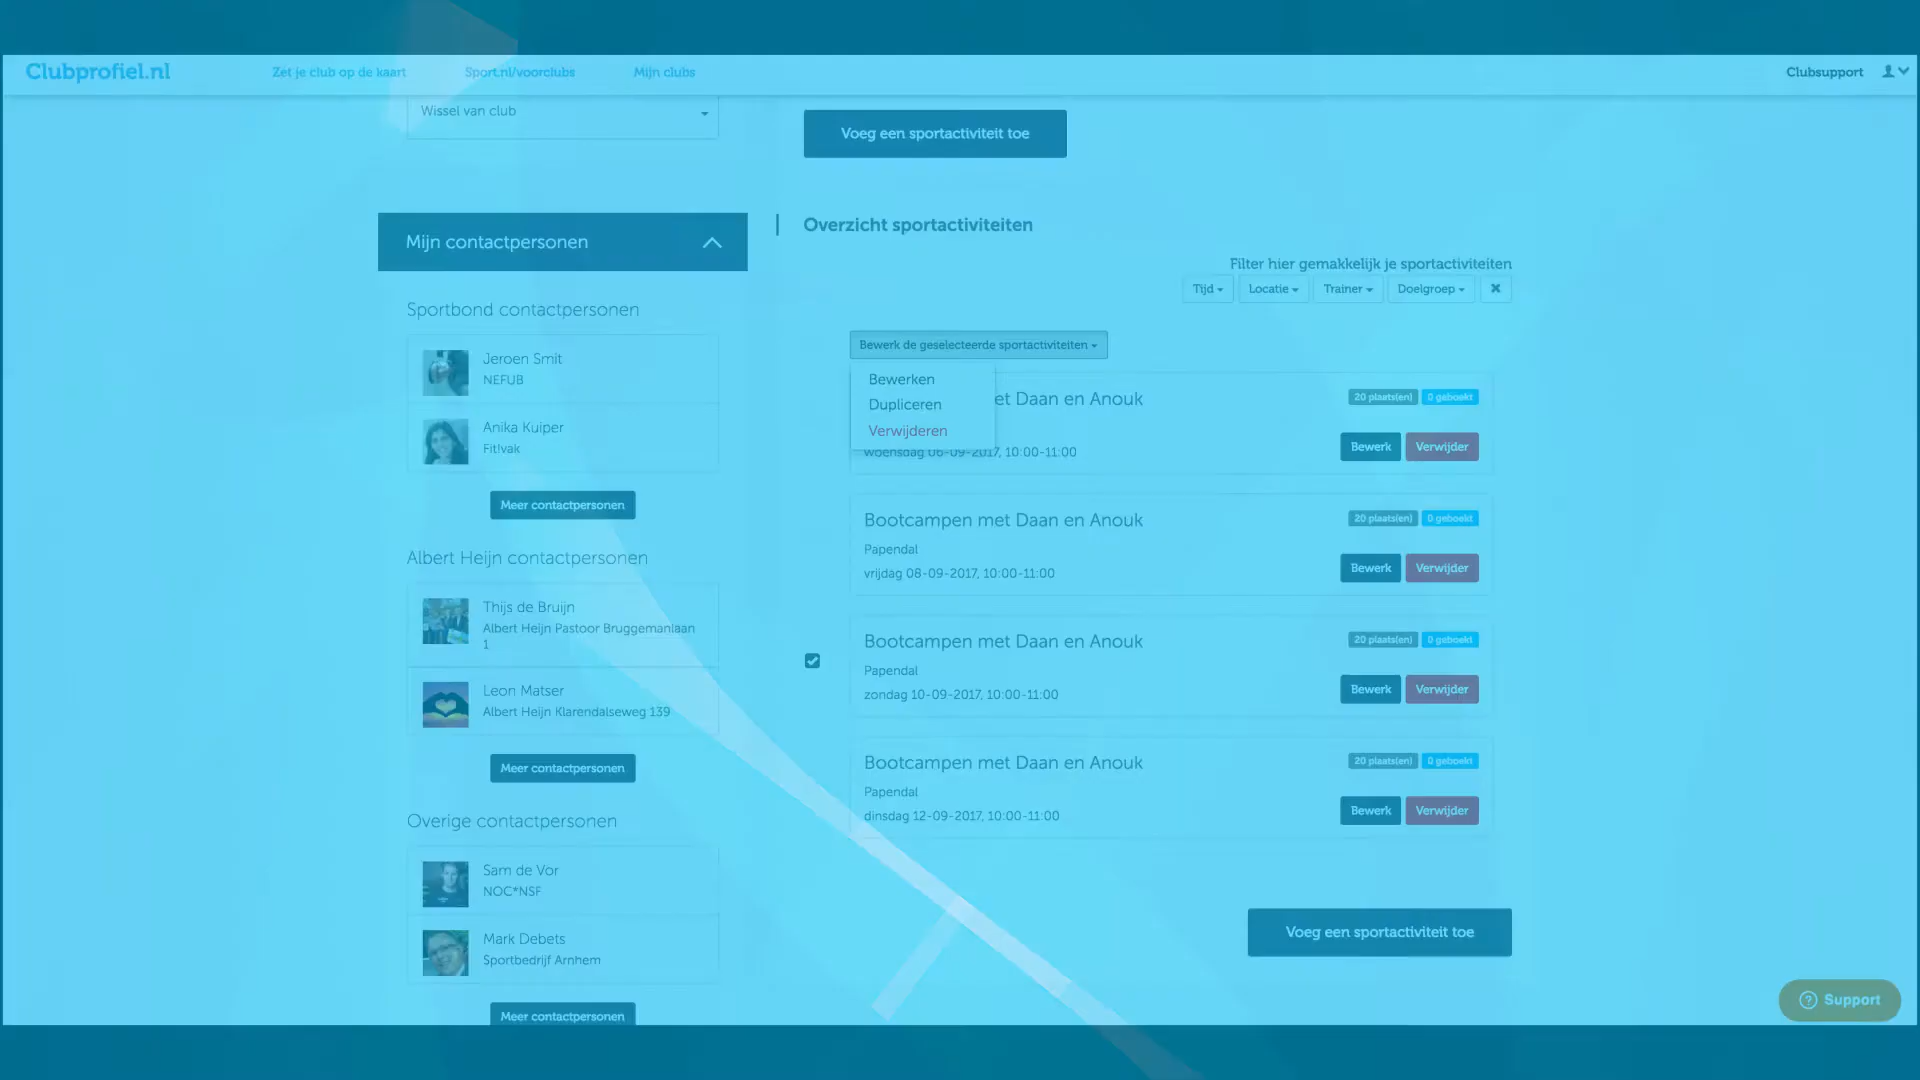 Clubprofiel.nl
Zet je club op de kaart
Sport.nl/voorclubs
Mijn clubs
Clubsupport
Wissel van club
Voeg een sportactiviteit toe
Mijn contactpersonen
Sportbond contactpersonen
Jeroen Smit
NEFUB
Anika Kuiper
Fit!vak
Meer contactpersonen
Albert Heijn contactpersonen
Thijs de Bruijn
Albert Heijn Pastoor Bruggemanlaan
1
Leon Matser
Albert Heijn Klarendalseweg 139
Meer contactpersonen
Overige contactpersonen
Sam de Vor
NOC*NSF
Mark Debets
Sportbedrijf Arnhem
Meer contactpersonen
Overzicht sportactiviteiten
Filter hier gemakkelijk je sportactiviteiten
Tijd
Locatie
Trainer
Doelgroep
Bewerk de geselecteerde sportactiviteiten
Bewerken
Dupliceren
Verwijderen
et Daan en Anouk
20 plaats(en) 0 geboekt
woensdag 06-09-2017, 10:00-11:00
Bewerk Verwijder
Bootcampen met Daan en Anouk
20 plaats(en) 0 geboekt
Papendal
vrijdag 08-09-2017, 10:00-11:00
Bewerk Verwijder
Bootcampen met Daan en Anouk
20 plaats(en) 0 geboekt
Papendal
zondag 10-09-2017, 10:00-11:00
Bewerk Verwijder
Bootcampen met Daan en Anouk
20 plaats(en) 0 geboekt
Papendal
dinsdag 12-09-2017, 10:00-11:00
Bewerk Verwijder
Voeg een sportactiviteit toe
Support